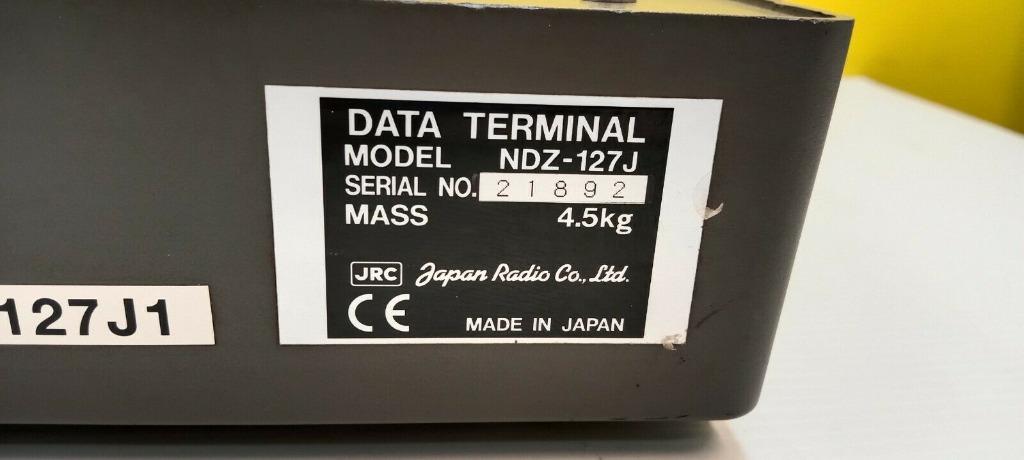 DATA TERMINAL
MODEL NDZ-127J
SERIAL NO. 21892
MASS 4.5kg
JRC Japan Radio Co., Ltd.
CE
MADE IN JAPAN
127J1